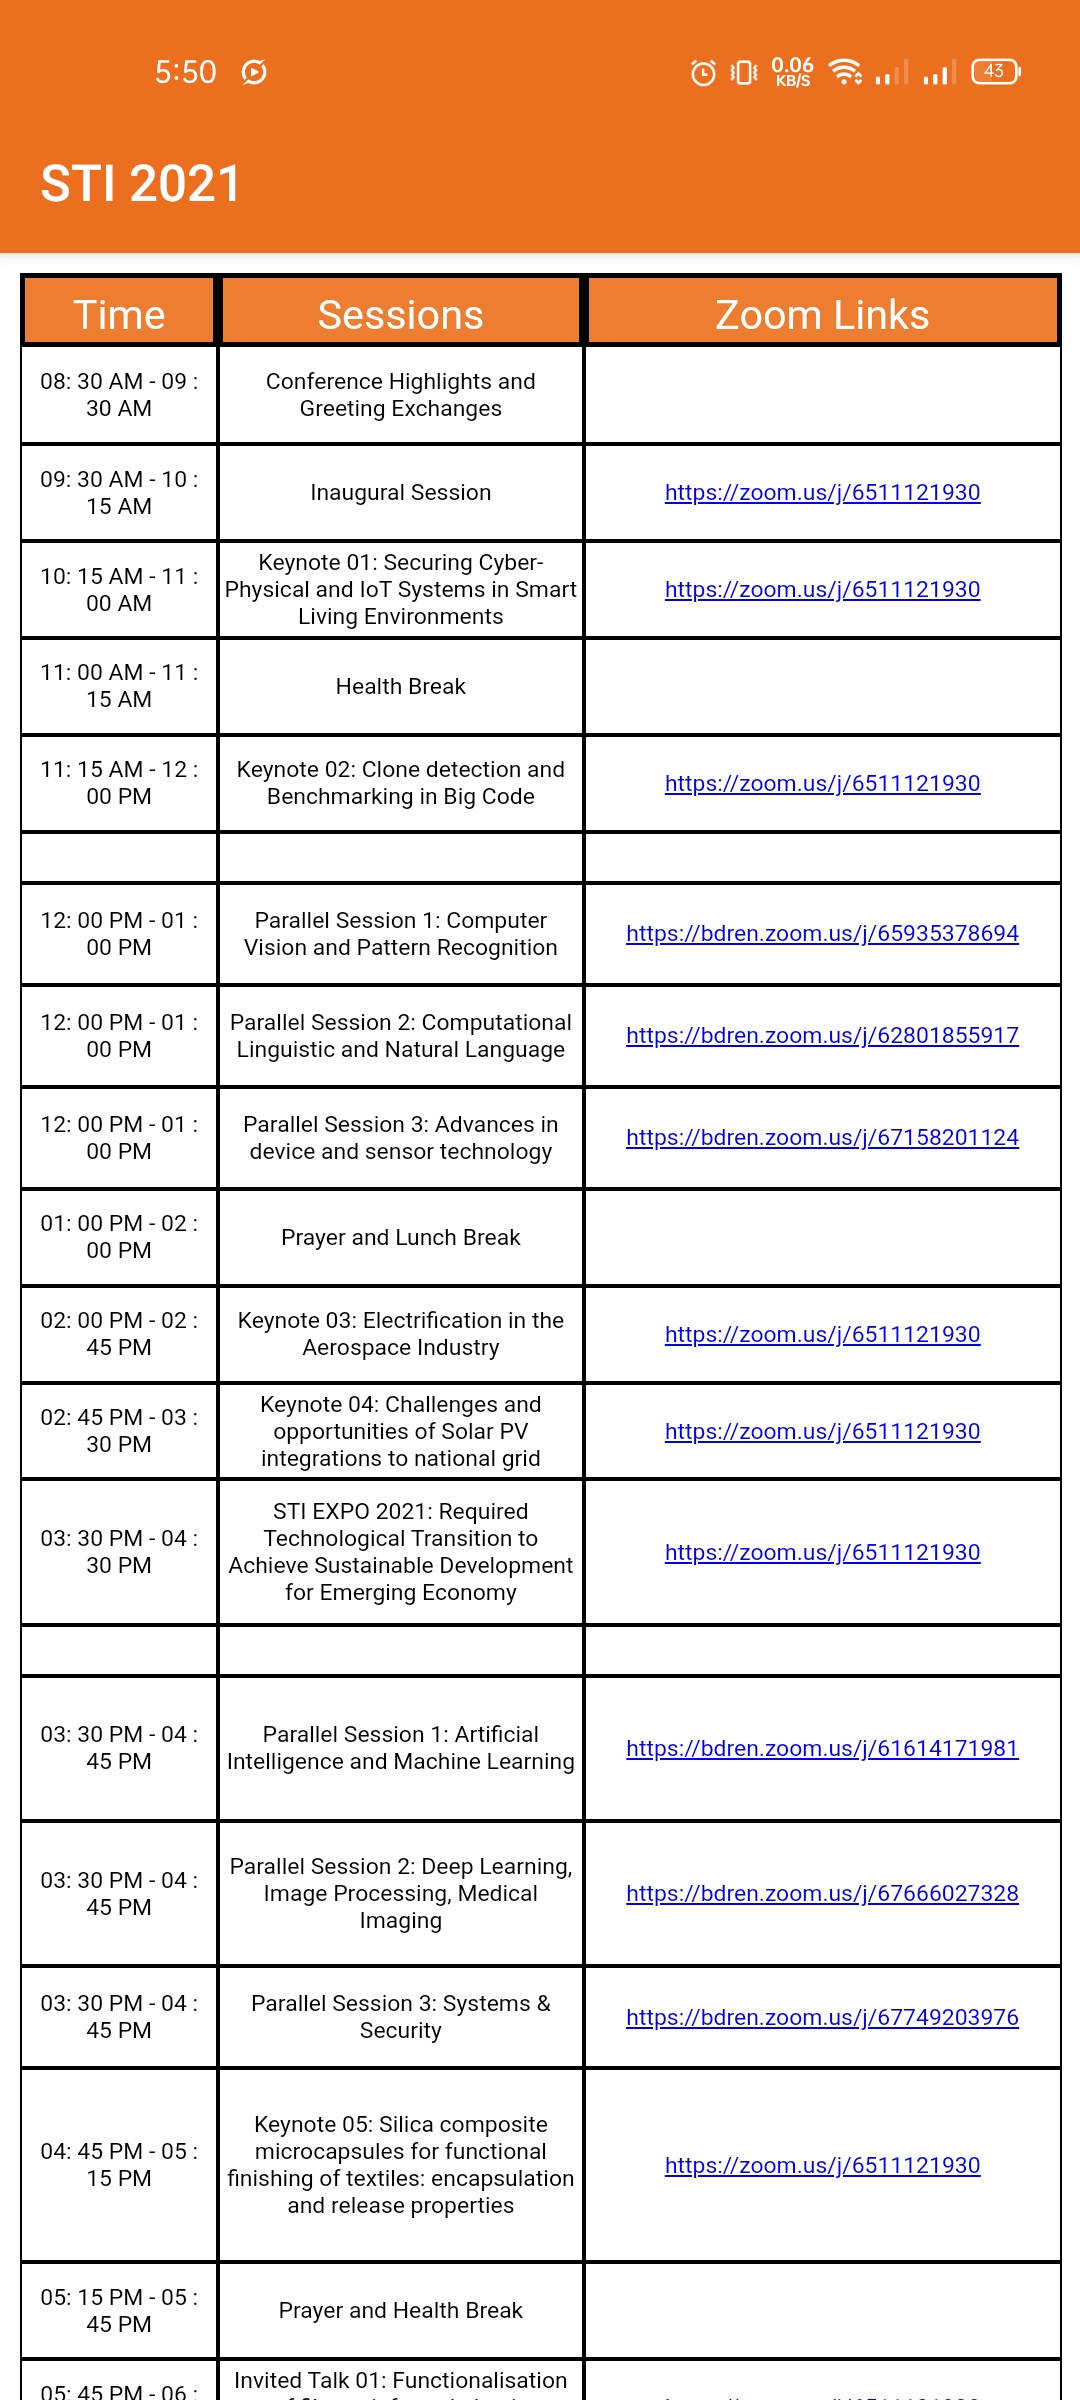 5:50
0.06
KB/S
43
STI 2021
Time Sessions Zoom Links
08: 30 AM - 09 :
30 AM
Conference Highlights and
Greeting Exchanges
09: 30 AM - 10 :
15 AM
Inaugural Session
https://zoom.us/j/6511121930
10: 15 AM - 11 :
00 AM
Keynote 01: Securing Cyber-
Physical and IoT Systems in Smart
Living Environments
https://zoom.us/j/6511121930
11: 00 AM - 11 :
15 AM
Health Break
11: 15 AM - 12 :
00 PM
Keynote 02: Clone detection and
Benchmarking in Big Code
https://zoom.us/j/6511121930
12: 00 PM - 01 :
00 PM
Parallel Session 1: Computer
Vision and Pattern Recognition
https://bdren.zoom.us/j/65935378694
12: 00 PM - 01 :
00 PM
Parallel Session 2: Computational
Linguistic and Natural Language
https://bdren.zoom.us/j/62801855917
12: 00 PM - 01 :
00 PM
Parallel Session 3: Advances in
device and sensor technology
https://bdren.zoom.us/j/67158201124
01: 00 PM - 02 :
00 PM
Prayer and Lunch Break
02: 00 PM - 02 :
45 PM
Keynote 03: Electrification in the
Aerospace Industry
https://zoom.us/j/6511121930
02: 45 PM - 03 :
30 PM
Keynote 04: Challenges and
opportunities of Solar PV
integrations to national grid
https://zoom.us/j/6511121930
03: 30 PM - 04 :
30 PM
STI EXPO 2021: Required
Technological Transition to
Achieve Sustainable Development
for Emerging Economy
https://zoom.us/j/6511121930
03: 30 PM - 04 :
45 PM
Parallel Session 1: Artificial
Intelligence and Machine Learning
https://bdren.zoom.us/j/61614171981
03: 30 PM - 04 :
45 PM
Parallel Session 2: Deep Learning,
Image Processing, Medical
Imaging
https://bdren.zoom.us/j/67666027328
03: 30 PM - 04 :
45 PM
Parallel Session 3: Systems &
Security
https://bdren.zoom.us/j/67749203976
04: 45 PM - 05 :
15 PM
Keynote 05: Silica composite
microcapsules for functional
finishing of textiles: encapsulation
and release properties
https://zoom.us/j/6511121930
05: 15 PM - 05 :
45 PM
Prayer and Health Break
05: 45 PM - 06 :
Invited Talk 01: Functionalisation